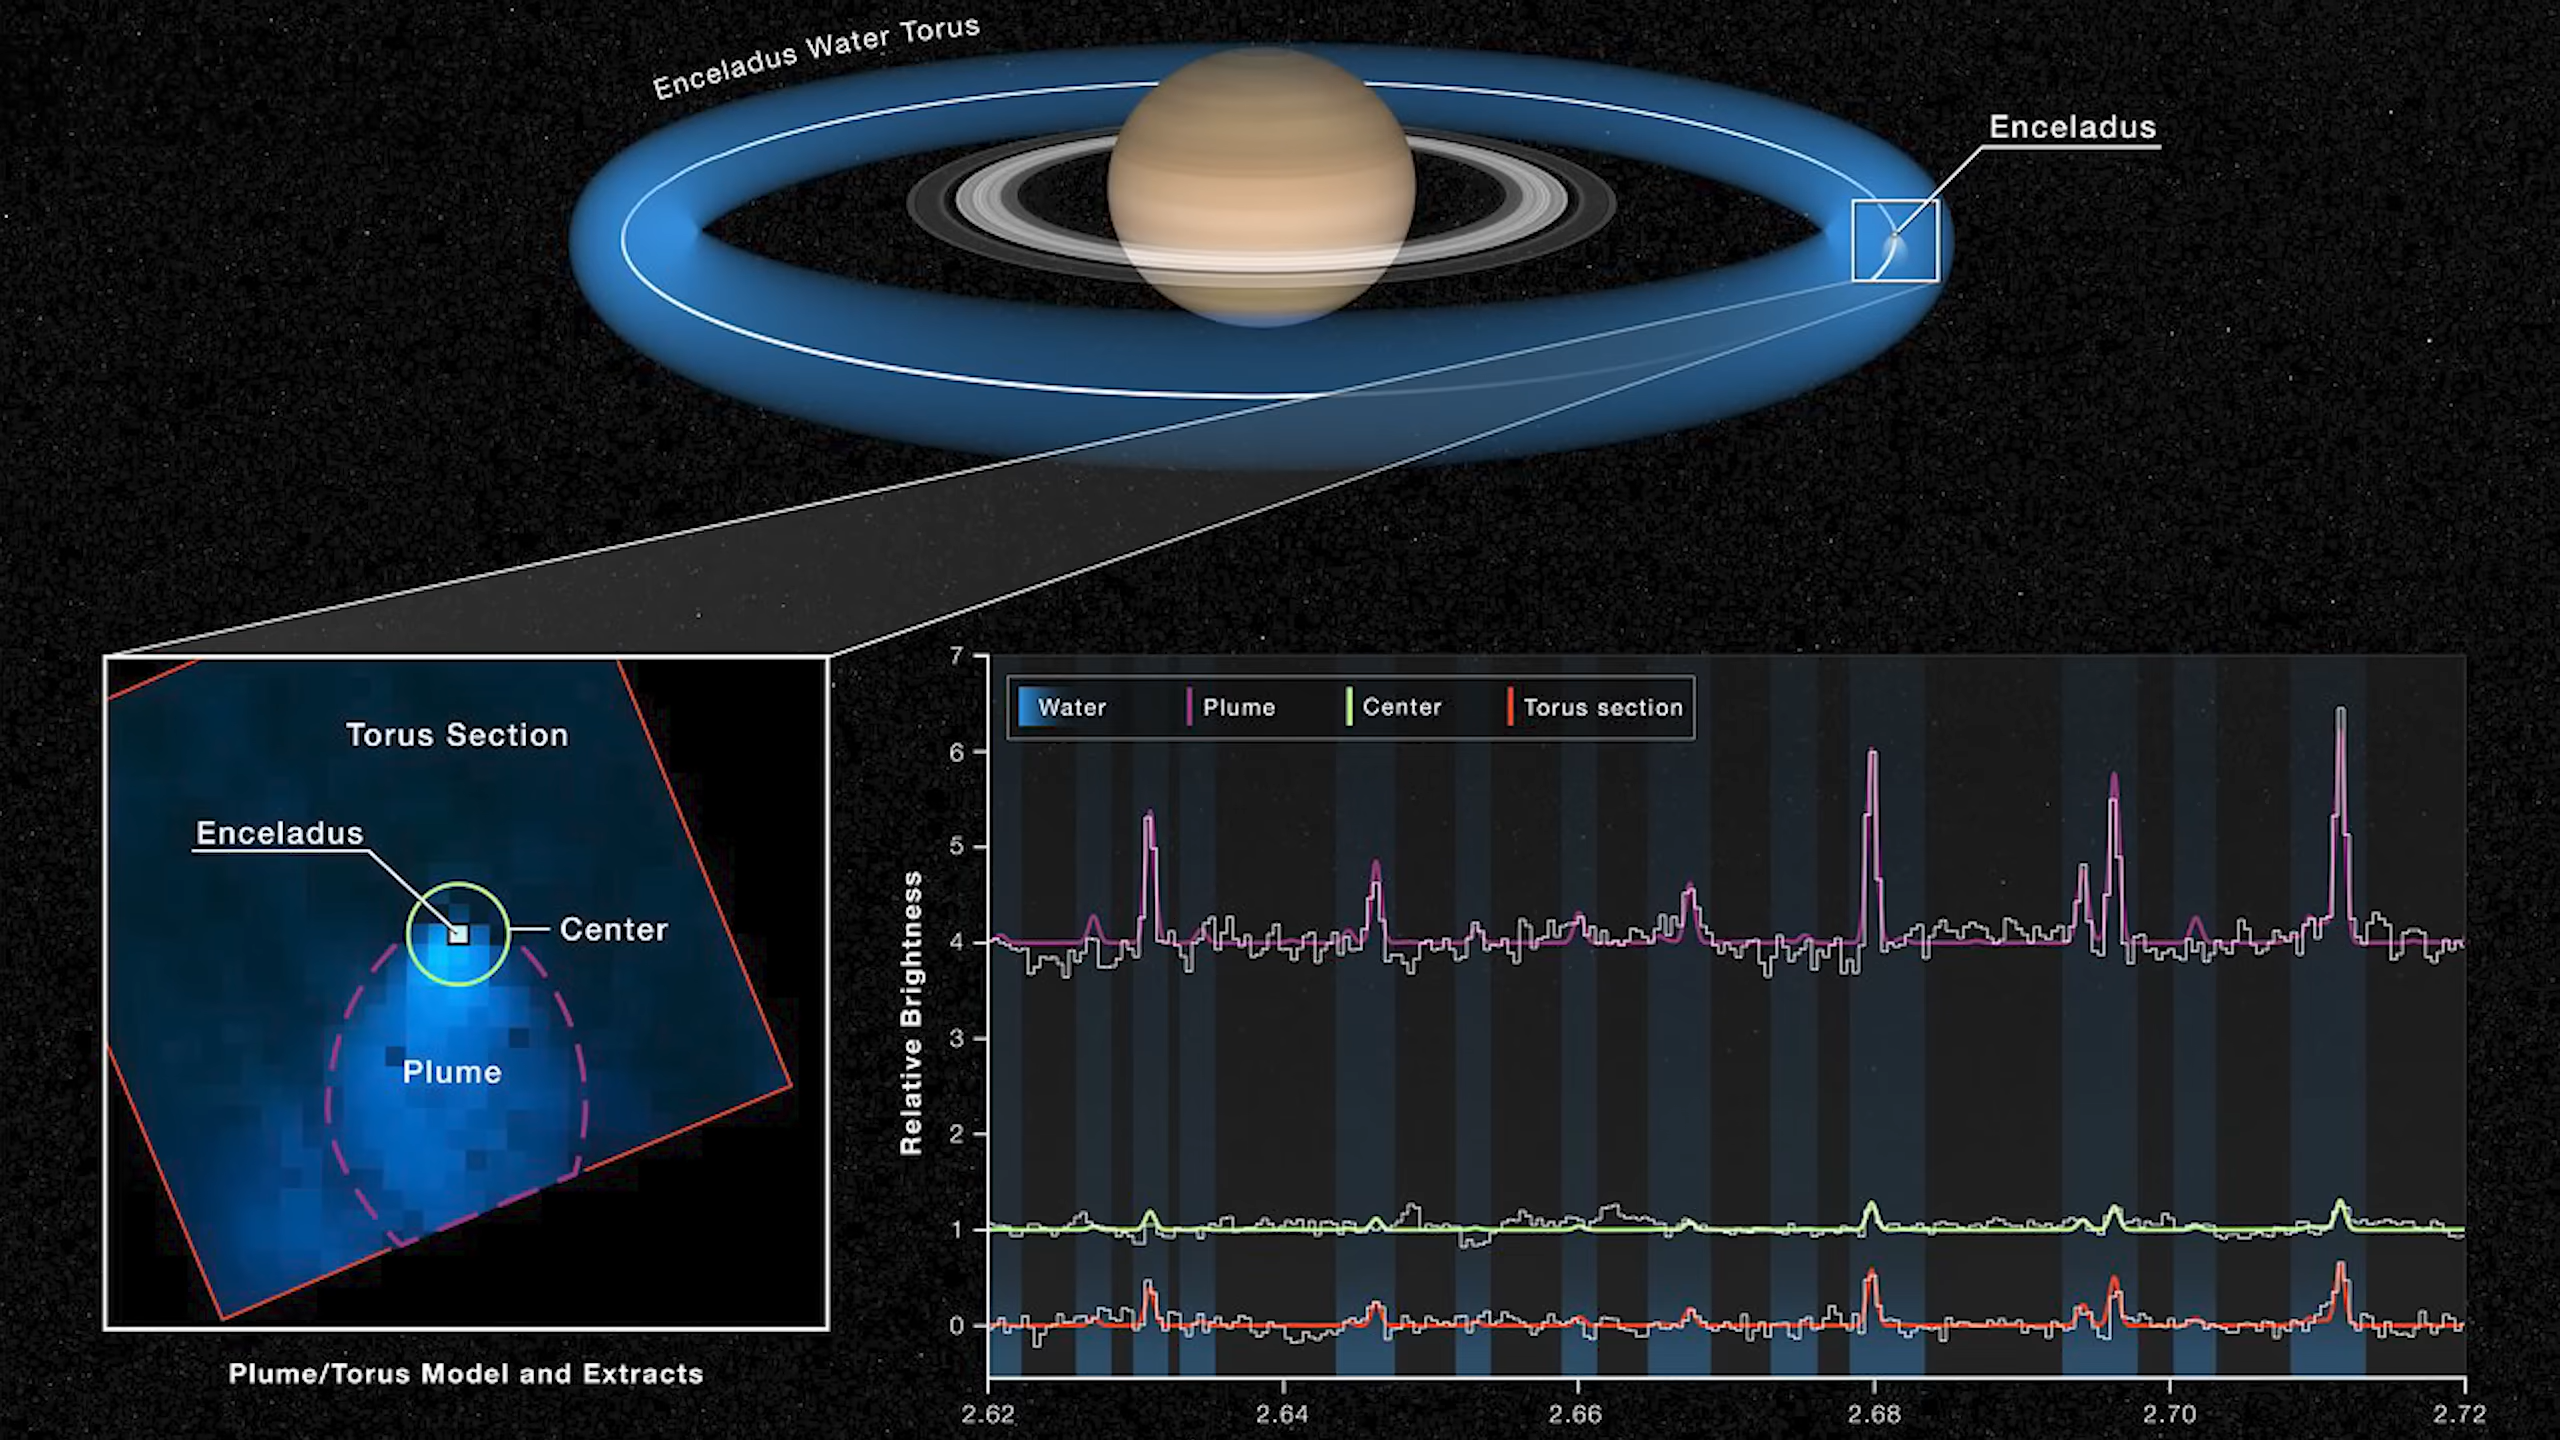 Enceladus Water Torus
Enceladus
Torus Section
Enceladus
Center
Plume
Plume/Torus Model and Extracts
Water
Plume
Center
Torus section
Relative Brightness
7
6
5
4
3
2
1
0
2.62
2.64
2.66
2.68
2.70
2.72